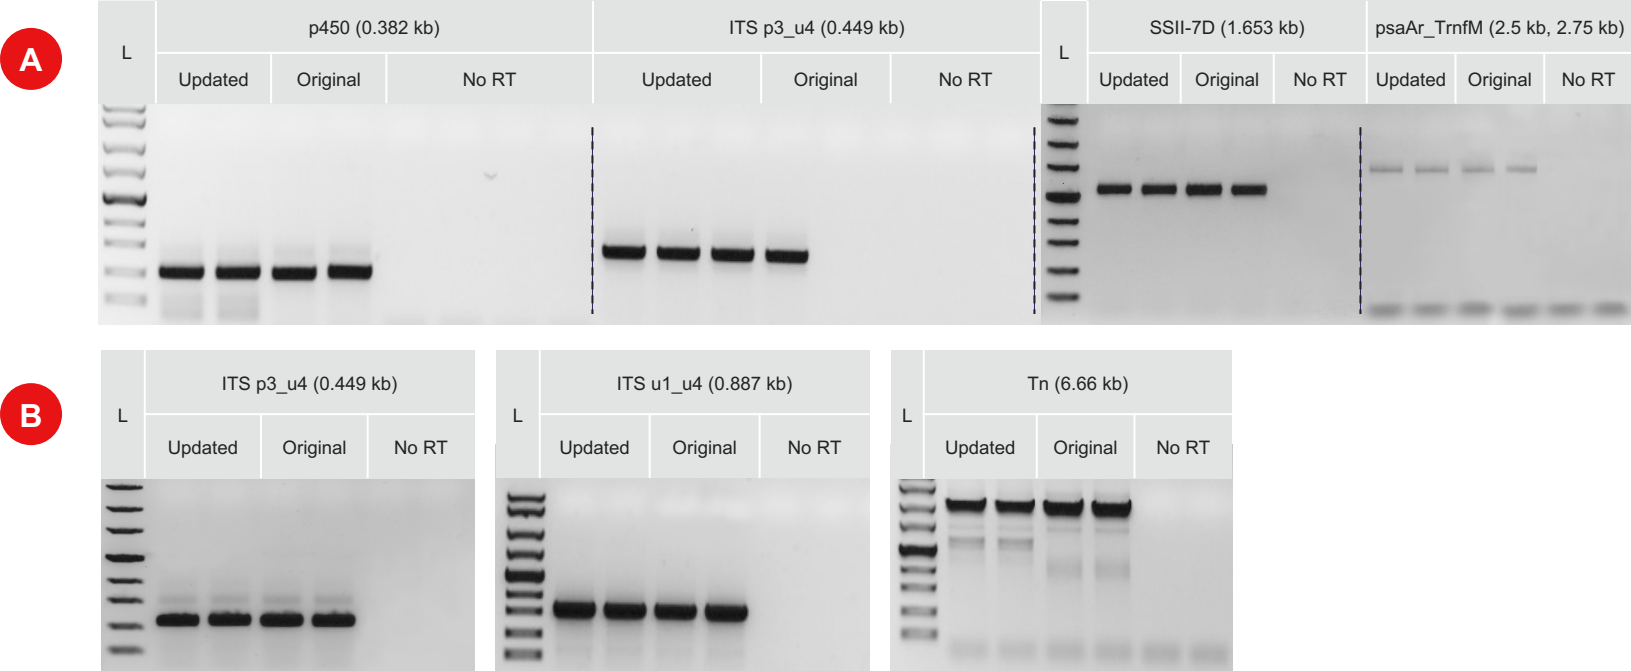 A
L
p450 (0.382 kb)
ITS p3_u4 (0.449 kb)
L
SSII-7D (1.653 kb)
psaAr_TrnfM (2.5 kb, 2.75 kb)
Updated
Original
No RT
Updated
Original
No RT
Updated
Original
No RT
Updated
Original
No RT
B
L
ITS p3_u4 (0.449 kb)
Updated
Original
No RT
L
ITS u1_u4 (0.887 kb)
Updated
Original
No RT
L
Tn (6.66 kb)
Updated
Original
No RT